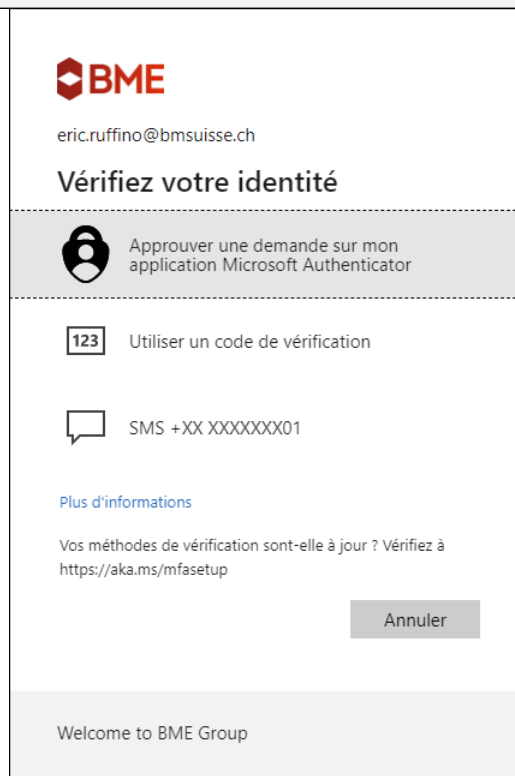 BME
eric.ruffino@bmsuisse.ch
Vérifiez votre identité
Approuver une demande sur mon
application Microsoft Authenticator
123
Utiliser un code de vérification
SMS +XX XXXXXXX01
Plus d'informations
Vos méthodes de vérification sont-elle à jour ? Vérifiez à
https://aka.ms/mfasetup
Annuler
Welcome to BME Group